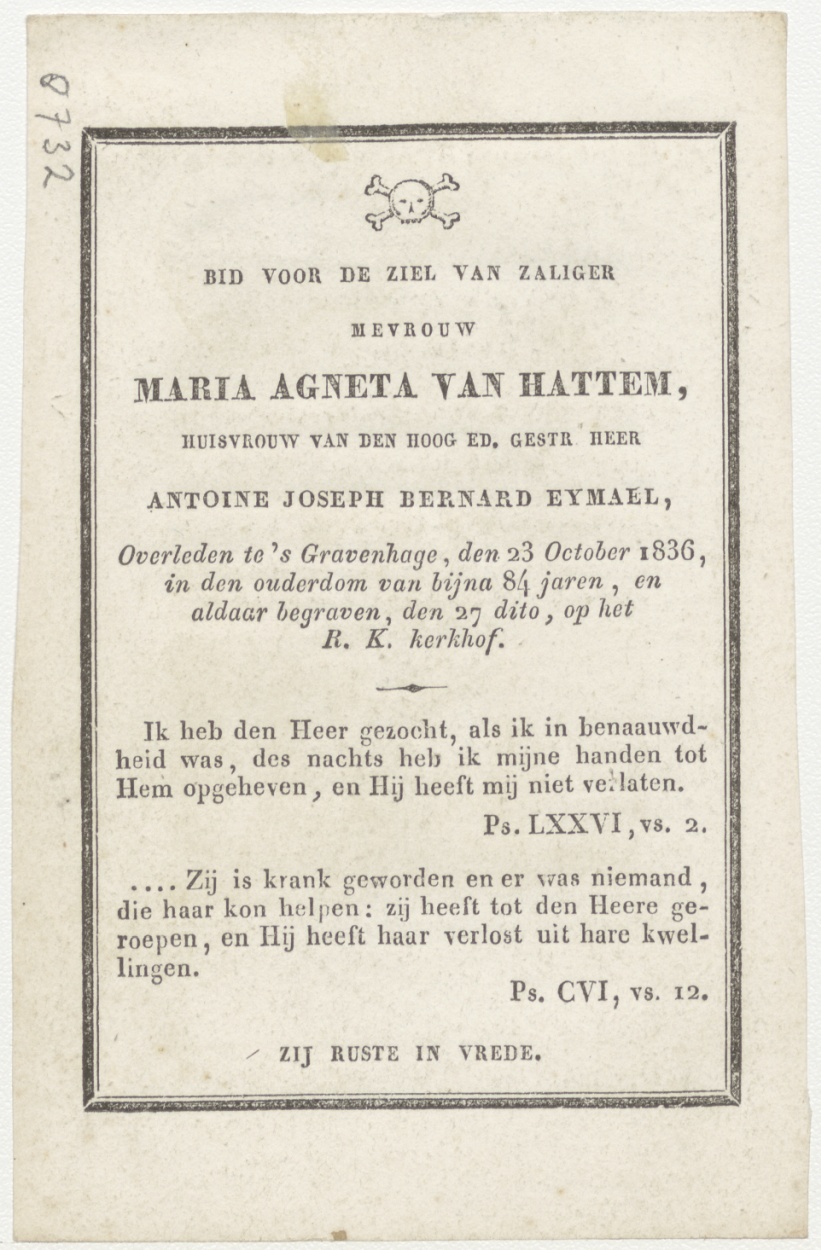 0732
BID VOOR DE ZIEL VAN ZALIGER
MEVROUW
MARIA AGNETA VAN HATTEM,
HUISVROUW VAN DEN HOOG ED. GESTR HEER
ANTOINE JOSEPH BERNARD EYMAEL,
Overleden te 's Gravenhage, den 23 October 1836,
in den ouderdom van bijna 84 jaren, en
aldaar begraven, den 27 dito, op het
R. K. kerkhof.
Ik heb den Heer gezocht, als ik in benaauwd-
heid was, des nachts heb ik mijne handen tot
Hem opgeheven, en Hij heeft mij niet verlaten.
Ps. LXXVI, vs. 2.
.... Zij is krank geworden en er was niemand,
die haar kon helpen: zij heeft tot den Heere ge-
roepen, en Hij heeft haar verlost uit hare kwel-
lingen.
Ps. CVI, vs. 12.
ZIJ RUSTE IN VREDE.